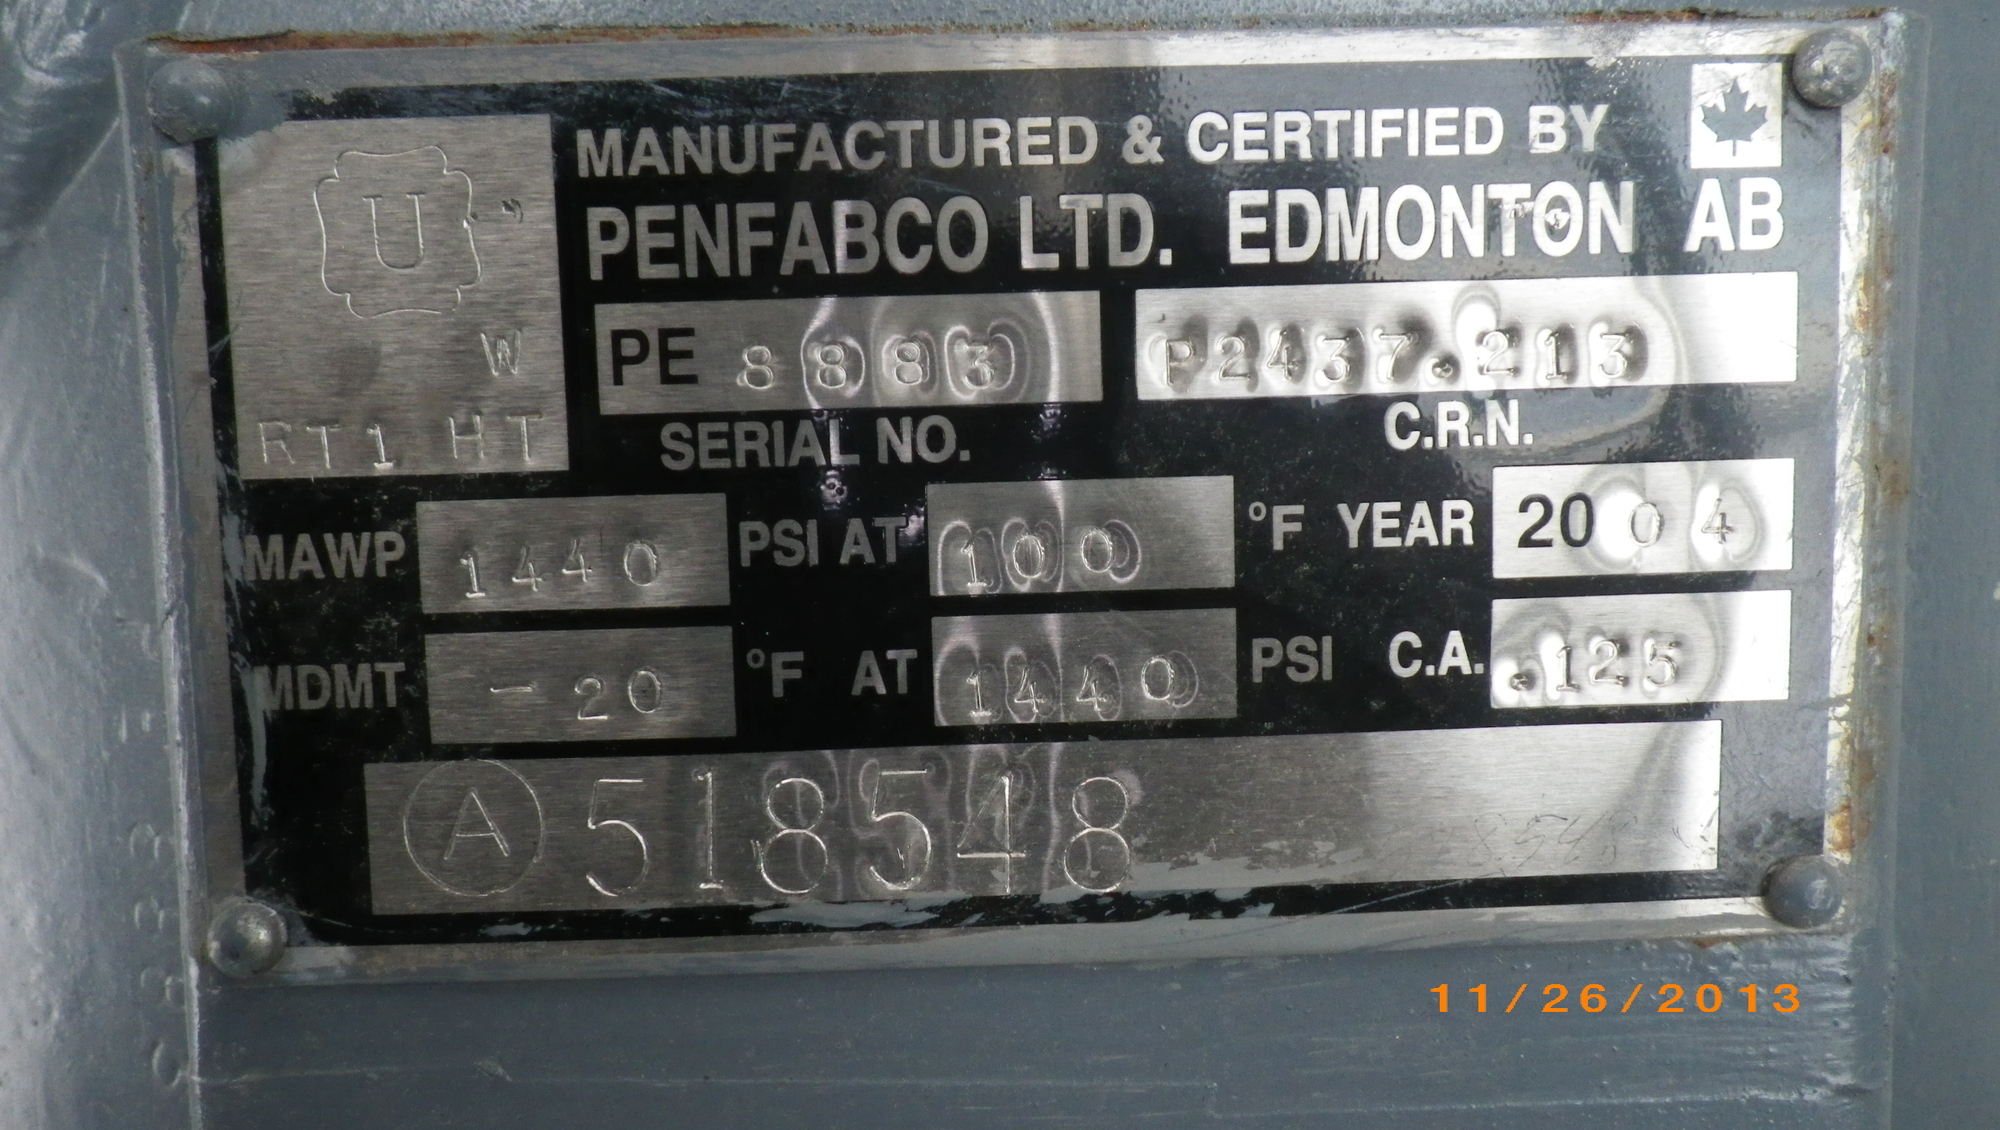 U
W
RT1 HT
MANUFACTURED & CERTIFIED BY
PENFABCO LTD. EDMONTON AB
PE 8883 P2437.213
SERIAL NO. C.R.N.
MAWP 1440 PSI AT 100 °F YEAR 2004
MDMT -20 °F AT 1440 PSI C.A. .125
A 518548
11/26/2013